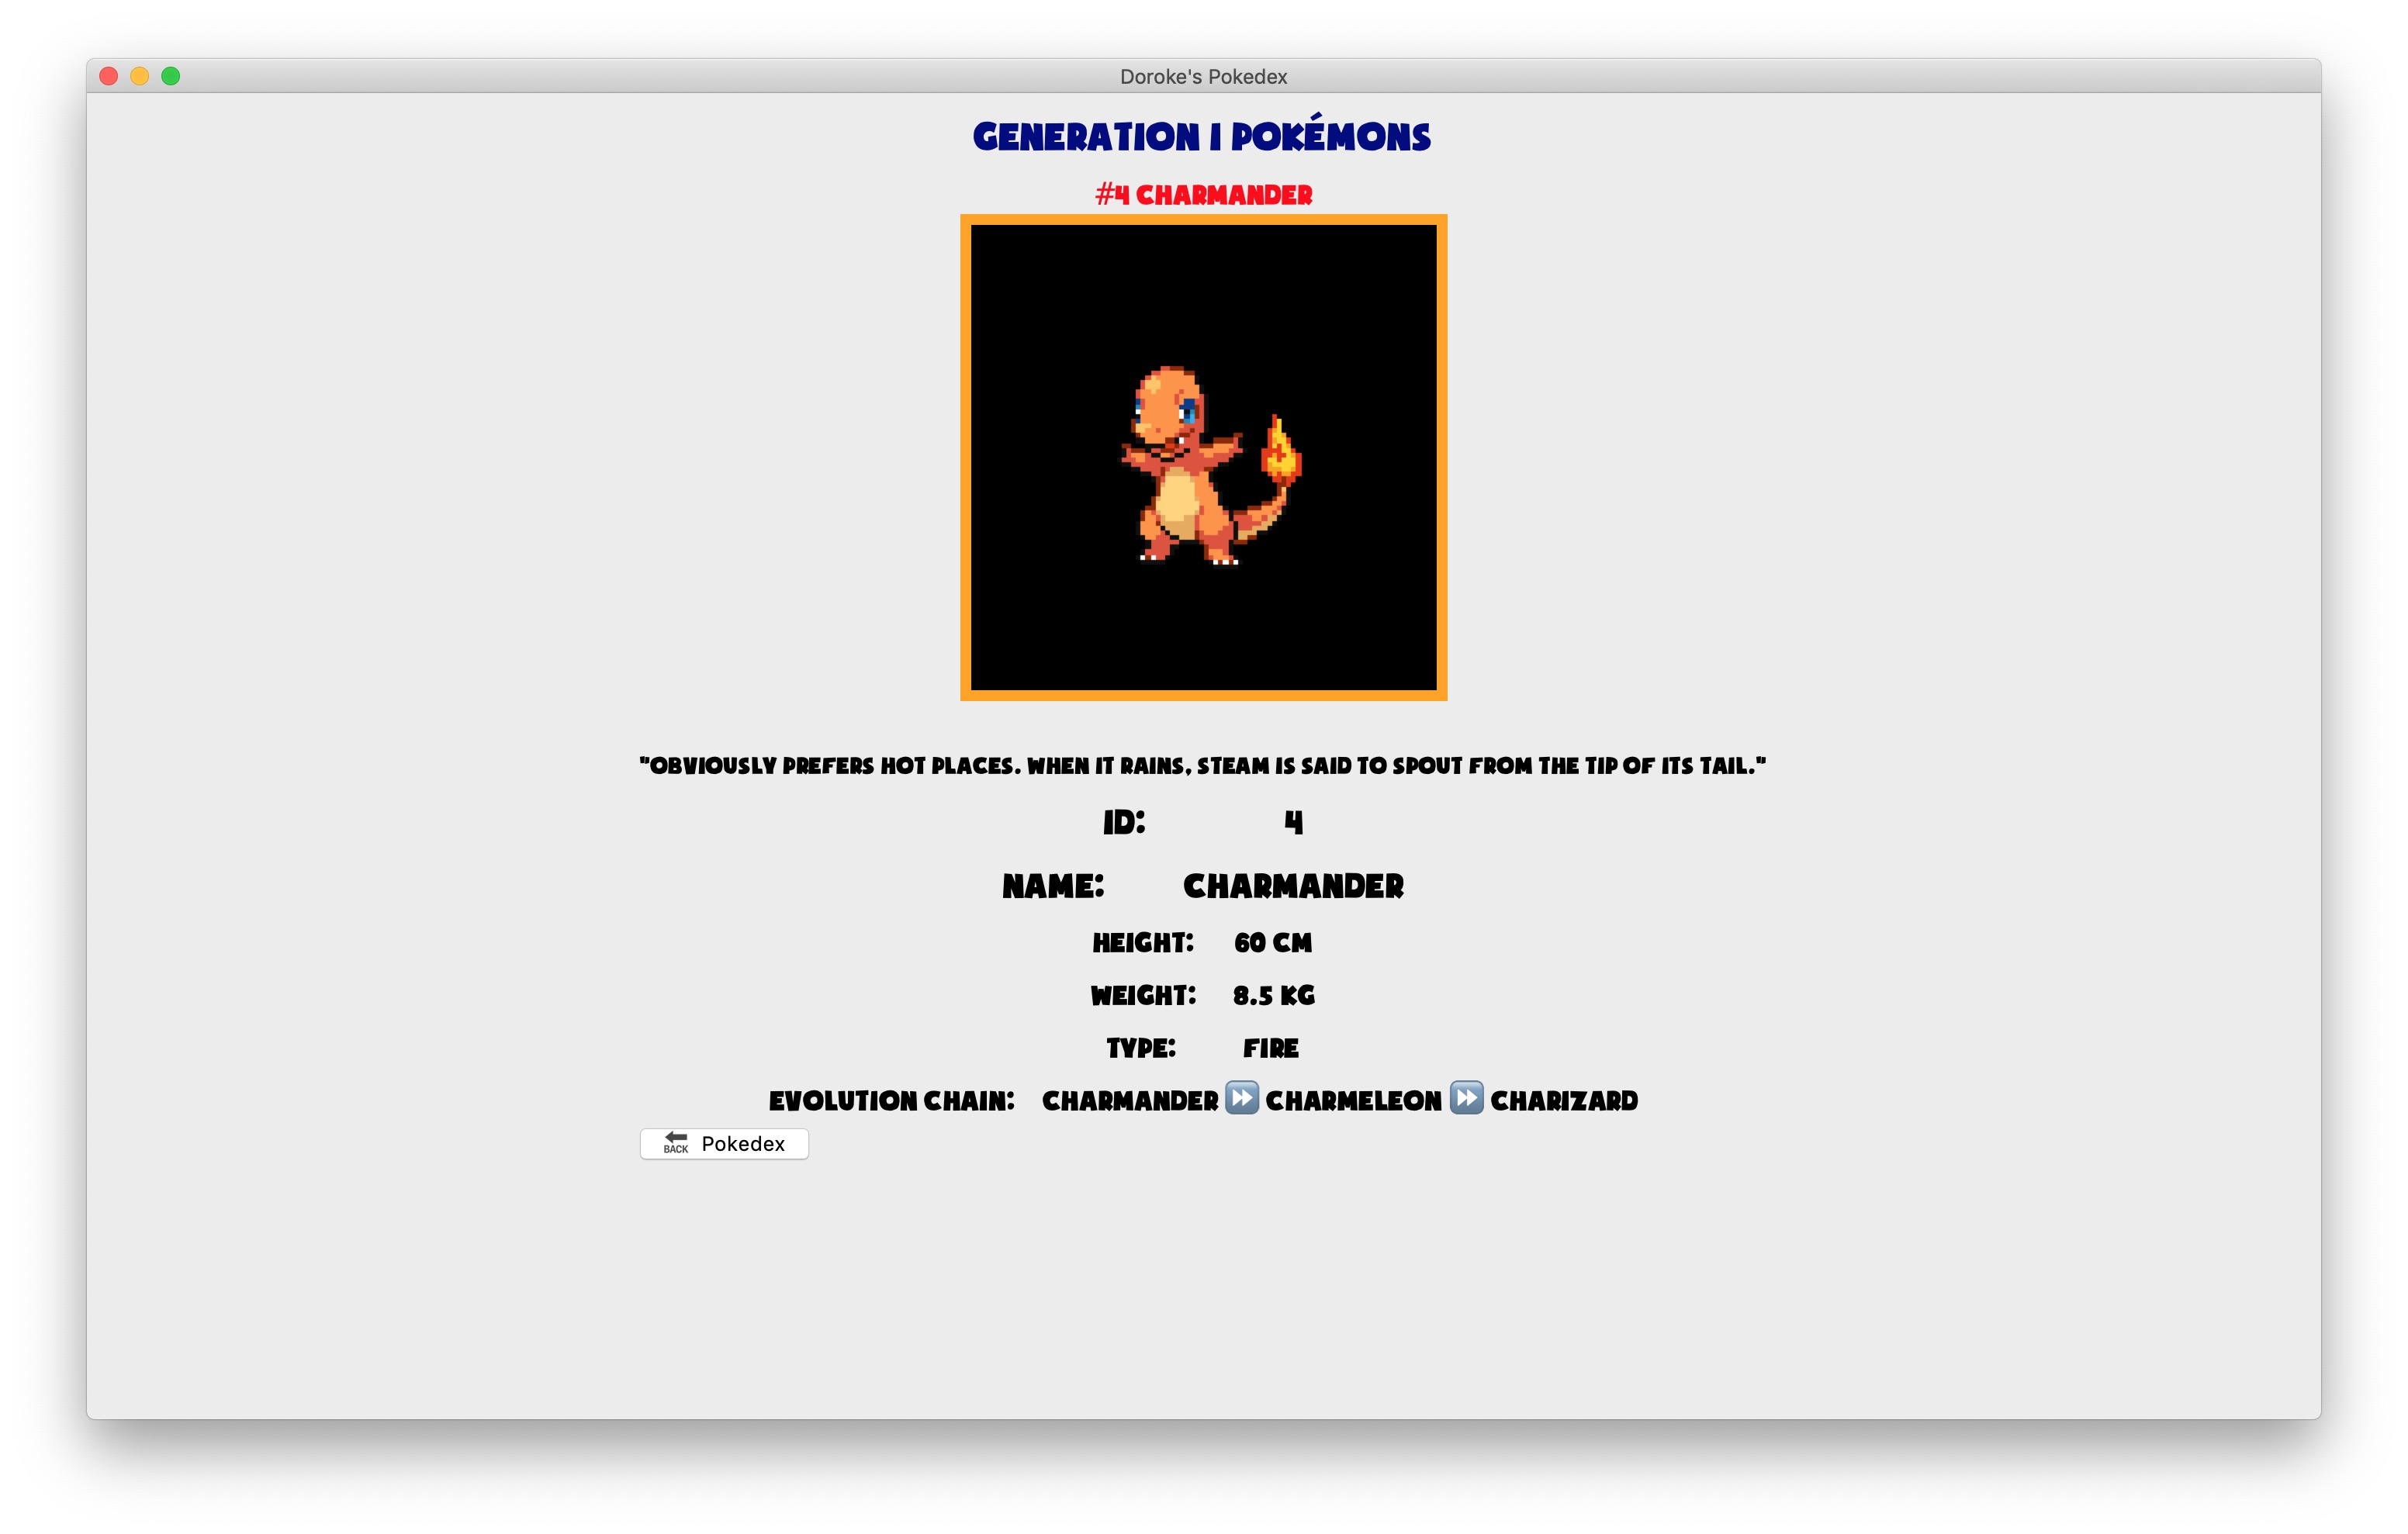 Doroke's Pokedex
GENERATION I POKÉMONS
#4 CHARMANDER
"OBVIOUSLY PREFERS HOT PLACES. WHEN IT RAINS, STEAM IS SAID TO SPOUT FROM THE TIP OF ITS TAIL."
ID: 4
NAME: CHARMANDER
HEIGHT: 60 CM
WEIGHT: 8.5 KG
TYPE: FIRE
EVOLUTION CHAIN: CHARMANDER ⏩ CHARMELEON ⏩ CHARIZARD
BACK Pokedex